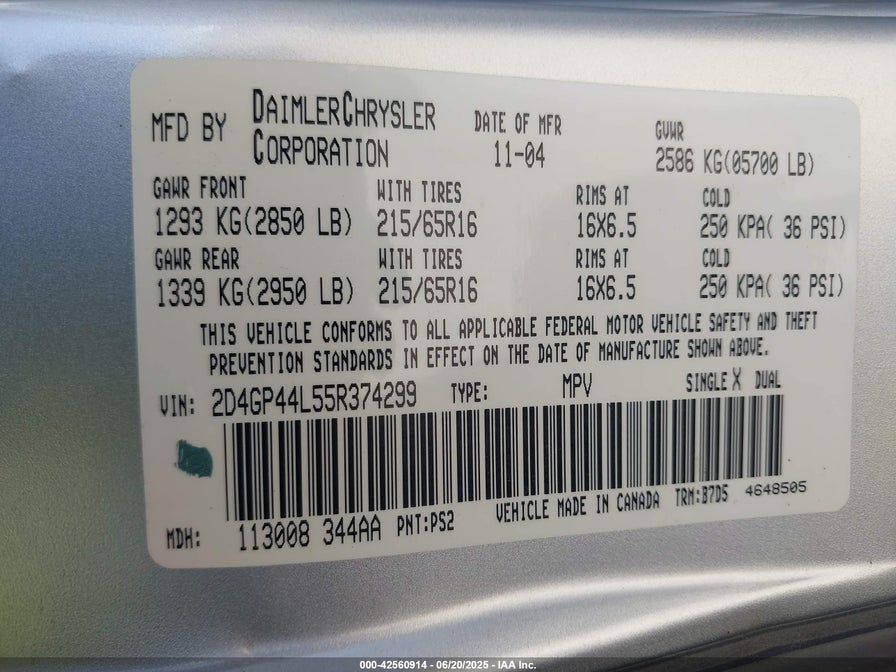 MFD BY DAIMLERCHRYSLER CORPORATION DATE OF MFR 11-04 GVWR 2586 KG(05700 LB)
GAWR FRONT WITH TIRES RIMS AT COLD
1293 KG(2850 LB) 215/65R16 16X6.5 250 KPA( 36 PSI)
GAWR REAR WITH TIRES RIMS AT COLD
1339 KG(2950 LB) 215/65R16 16X6.5 250 KPA( 36 PSI)
THIS VEHICLE CONFORMS TO ALL APPLICABLE FEDERAL MOTOR VEHICLE SAFETY AND THEFT
PREVENTION STANDARDS IN EFFECT ON THE DATE OF MANUFACTURE SHOWN ABOVE.
VIN: 2D4GP44L55R374299 TYPE: MPV SINGLE X DUAL
MDH: 113008 344AA PNT:PS2 VEHICLE MADE IN CANADA TRM:B7D5 4648505
000-42560914 - 06/20/2025 - IAA Inc.